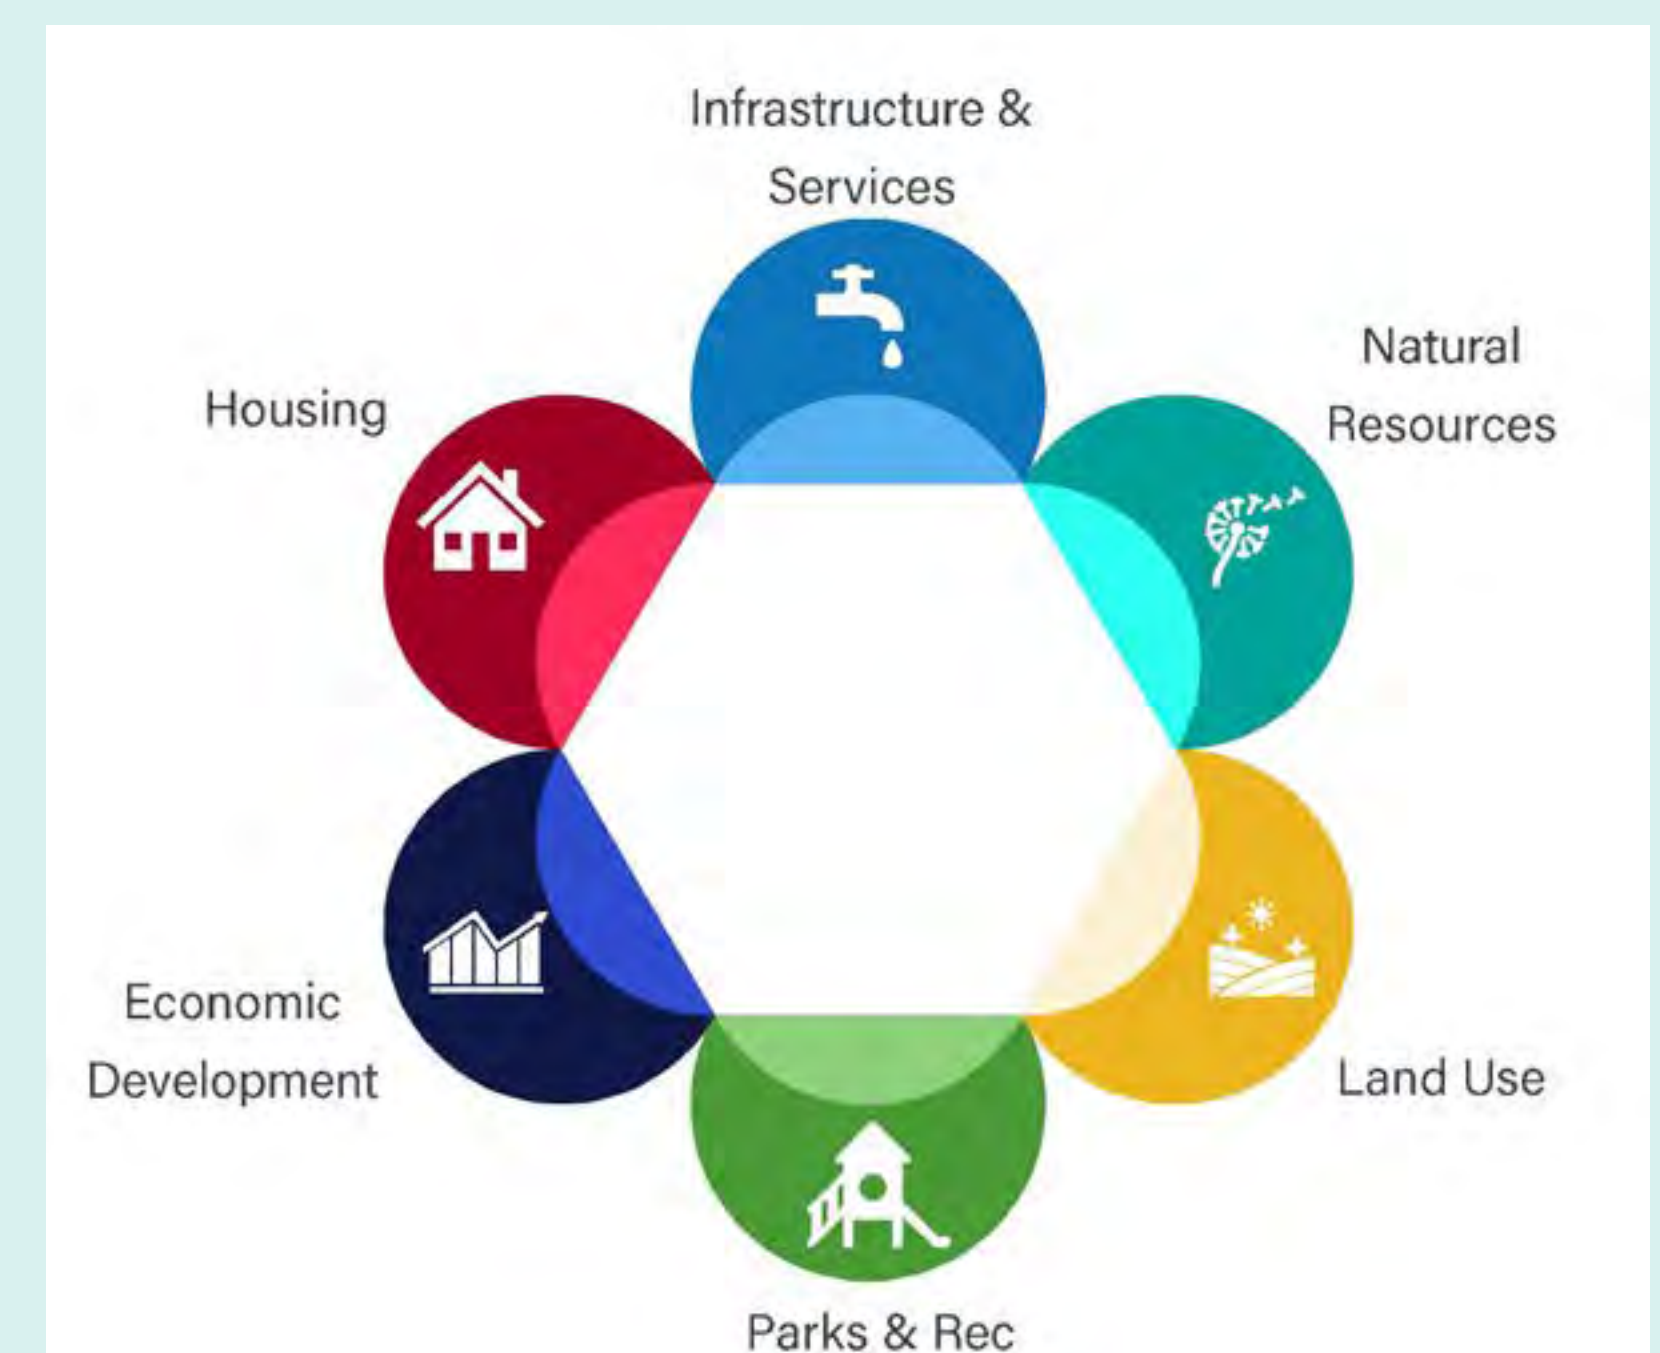 Infrastructure &
Services
Natural
Resources
Housing
Economic
Development
Land Use
Parks & Rec